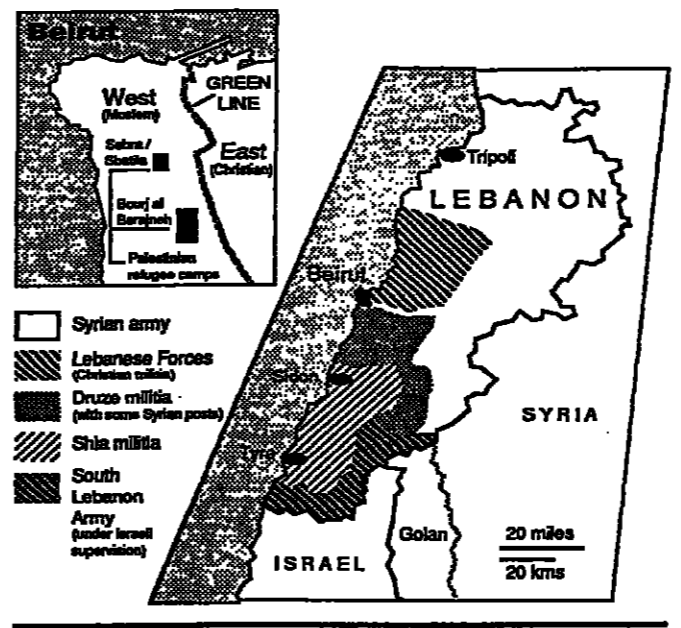 Beirut
West
(Moslem)
GREEN
LINE
East
(Christian)
Sabra /
Shatila
Bourj al
Barajneh
Palestinian
refugee camps
Tripoli
LEBANON
Beirut
Sidon
Tyre
SYRIA
ISRAEL
Golan
20 miles
20 kms
Syrian army
Lebanese Forces
(Christian militia)
Druze militia
(with some Syrian posts)
Shia militia
South
Lebanon
Army
(under Israeli
supervision)